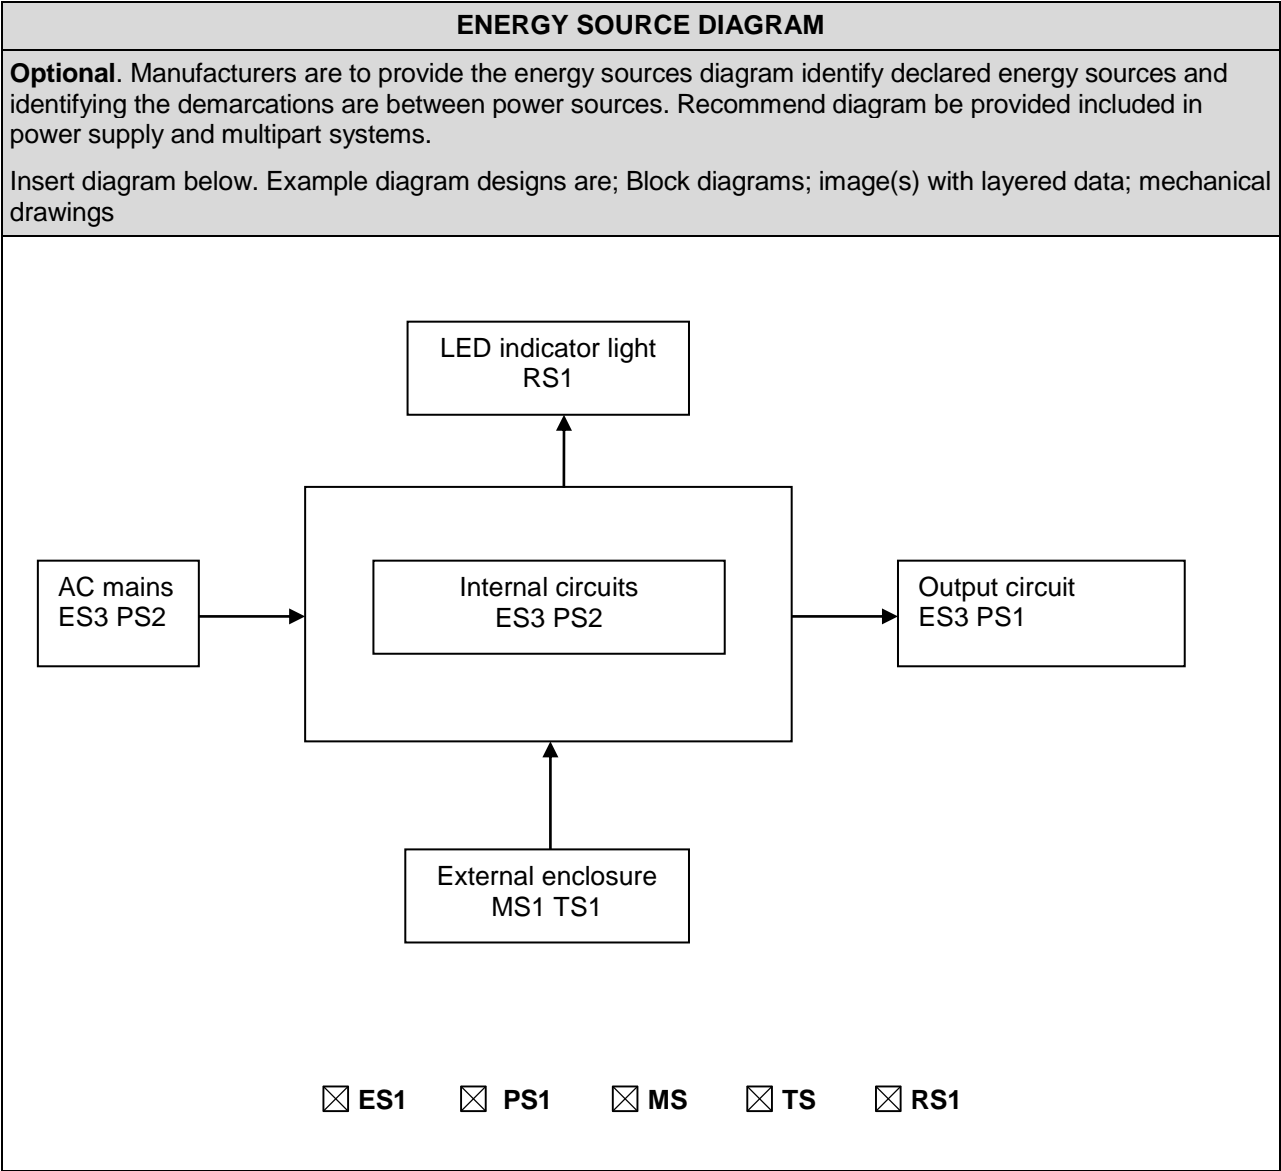 ENERGY SOURCE DIAGRAM
Optional. Manufacturers are to provide the energy sources diagram identify declared energy sources and
identifying the demarcations are between power sources. Recommend diagram be provided included in
power supply and multipart systems.
Insert diagram below. Example diagram designs are; Block diagrams; image(s) with layered data; mechanical
drawings
LED indicator light
RS1
AC mains
ES3 PS2
Internal circuits
ES3 PS2
Output circuit
ES3 PS1
External enclosure
MS1 TS1
☒ ES1 ☒ PS1 ☒ MS ☒ TS ☒ RS1